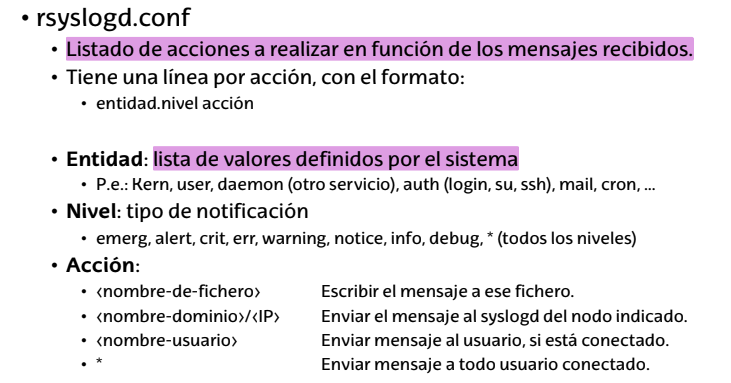 • rsyslogd.conf
• Listado de acciones a realizar en función de los mensajes recibidos.
• Tiene una línea por acción, con el formato:
• entidad.nivel acción
• Entidad: lista de valores definidos por el sistema
• P.e.: Kern, user, daemon (otro servicio), auth (login, su, ssh), mail, cron, ...
• Nivel: tipo de notificación
• emerg, alert, crit, err, warning, notice, info, debug, * (todos los niveles)
• Acción:
• ‹nombre-de-fichero› Escribir el mensaje a ese fichero.
• ‹nombre-dominio›/‹IP› Enviar el mensaje al syslogd del nodo indicado.
• ‹nombre-usuario› Enviar mensaje al usuario, si está conectado.
• * Enviar mensaje a todo usuario conectado.